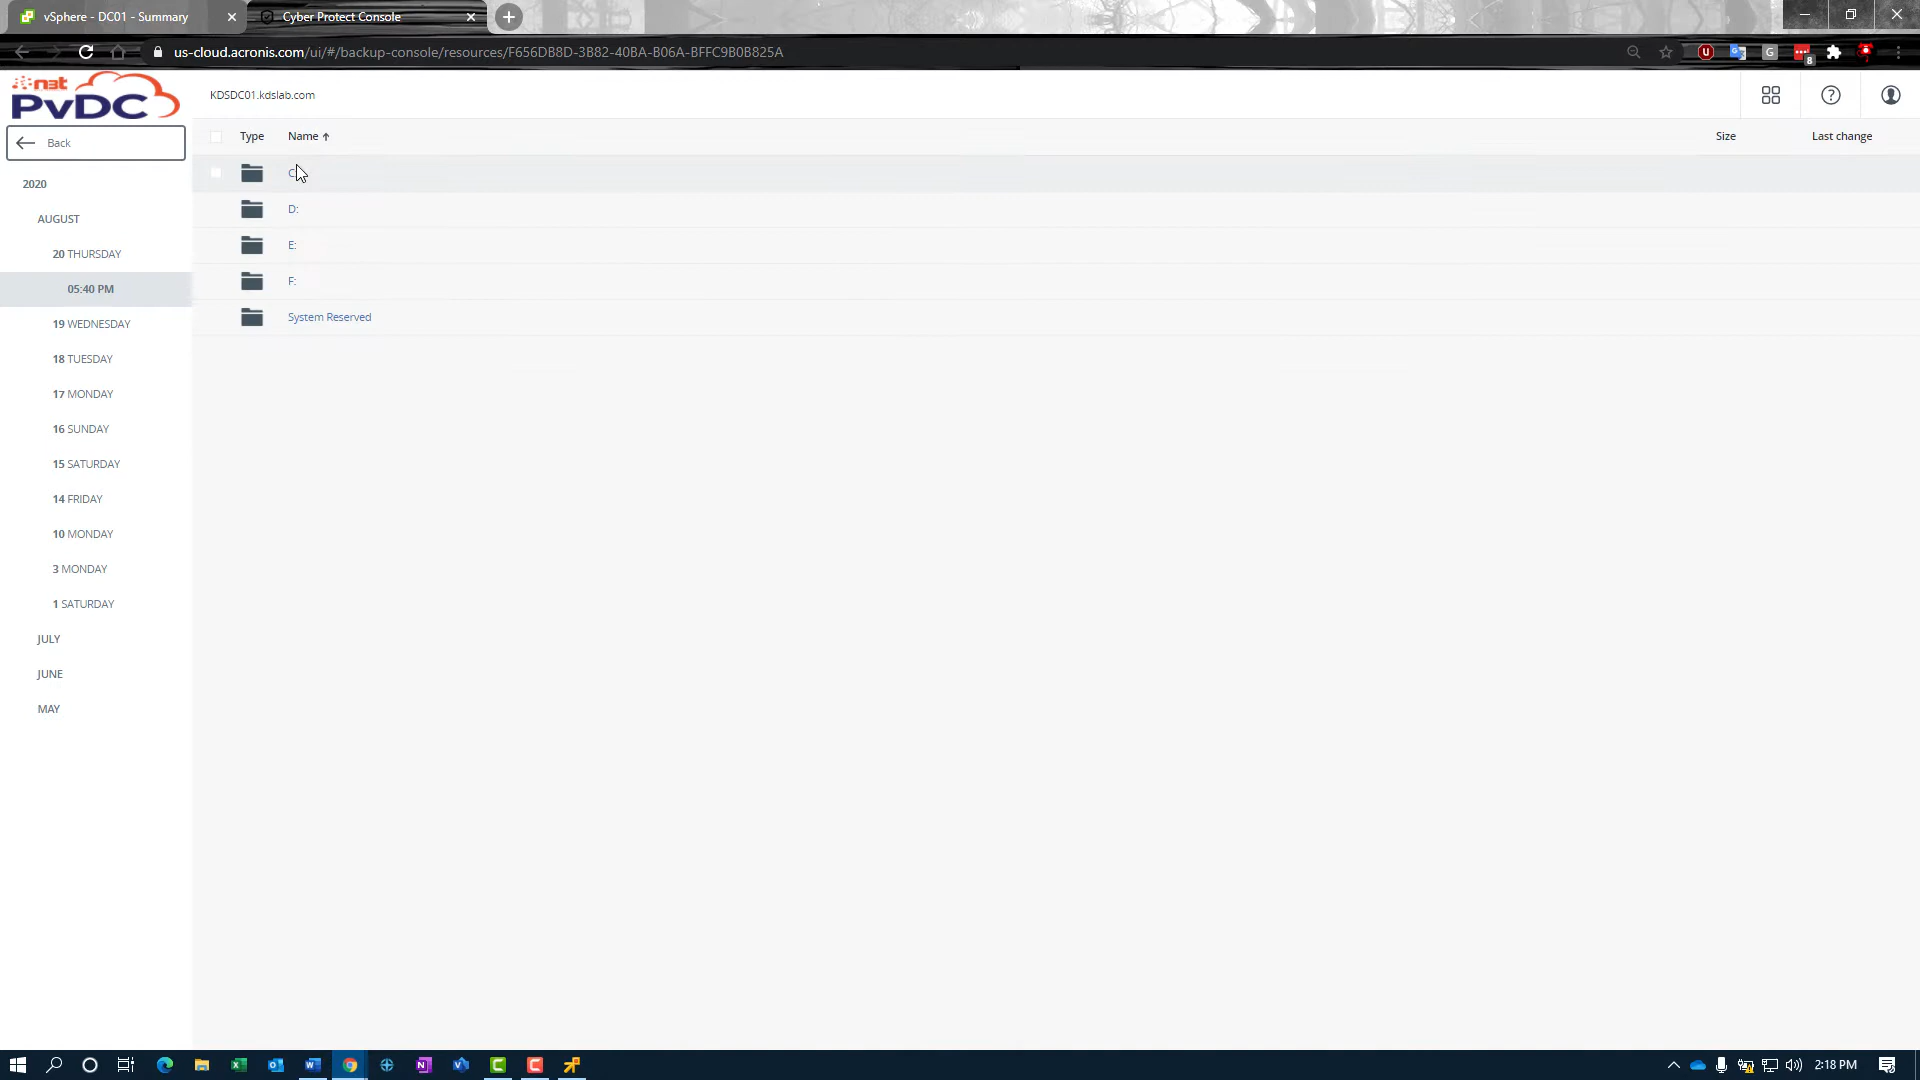 vSphere - DC01 - Summary
Cyber Protect Console
us-cloud.acronis.com/ui/#/backup-console/resources/F656DB8D-3B82-40BA-B06A-BFFC9B0B825A
8
nat
PvDC
KDSDC01.kdslab.com
Back
Type Name Size Last change
2020
AUGUST
20 THURSDAY
05:40 PM
19 WEDNESDAY
18 TUESDAY
17 MONDAY
16 SUNDAY
15 SATURDAY
14 FRIDAY
10 MONDAY
3 MONDAY
1 SATURDAY
JULY
JUNE
MAY
D:
E:
F:
System Reserved
2:18 PM